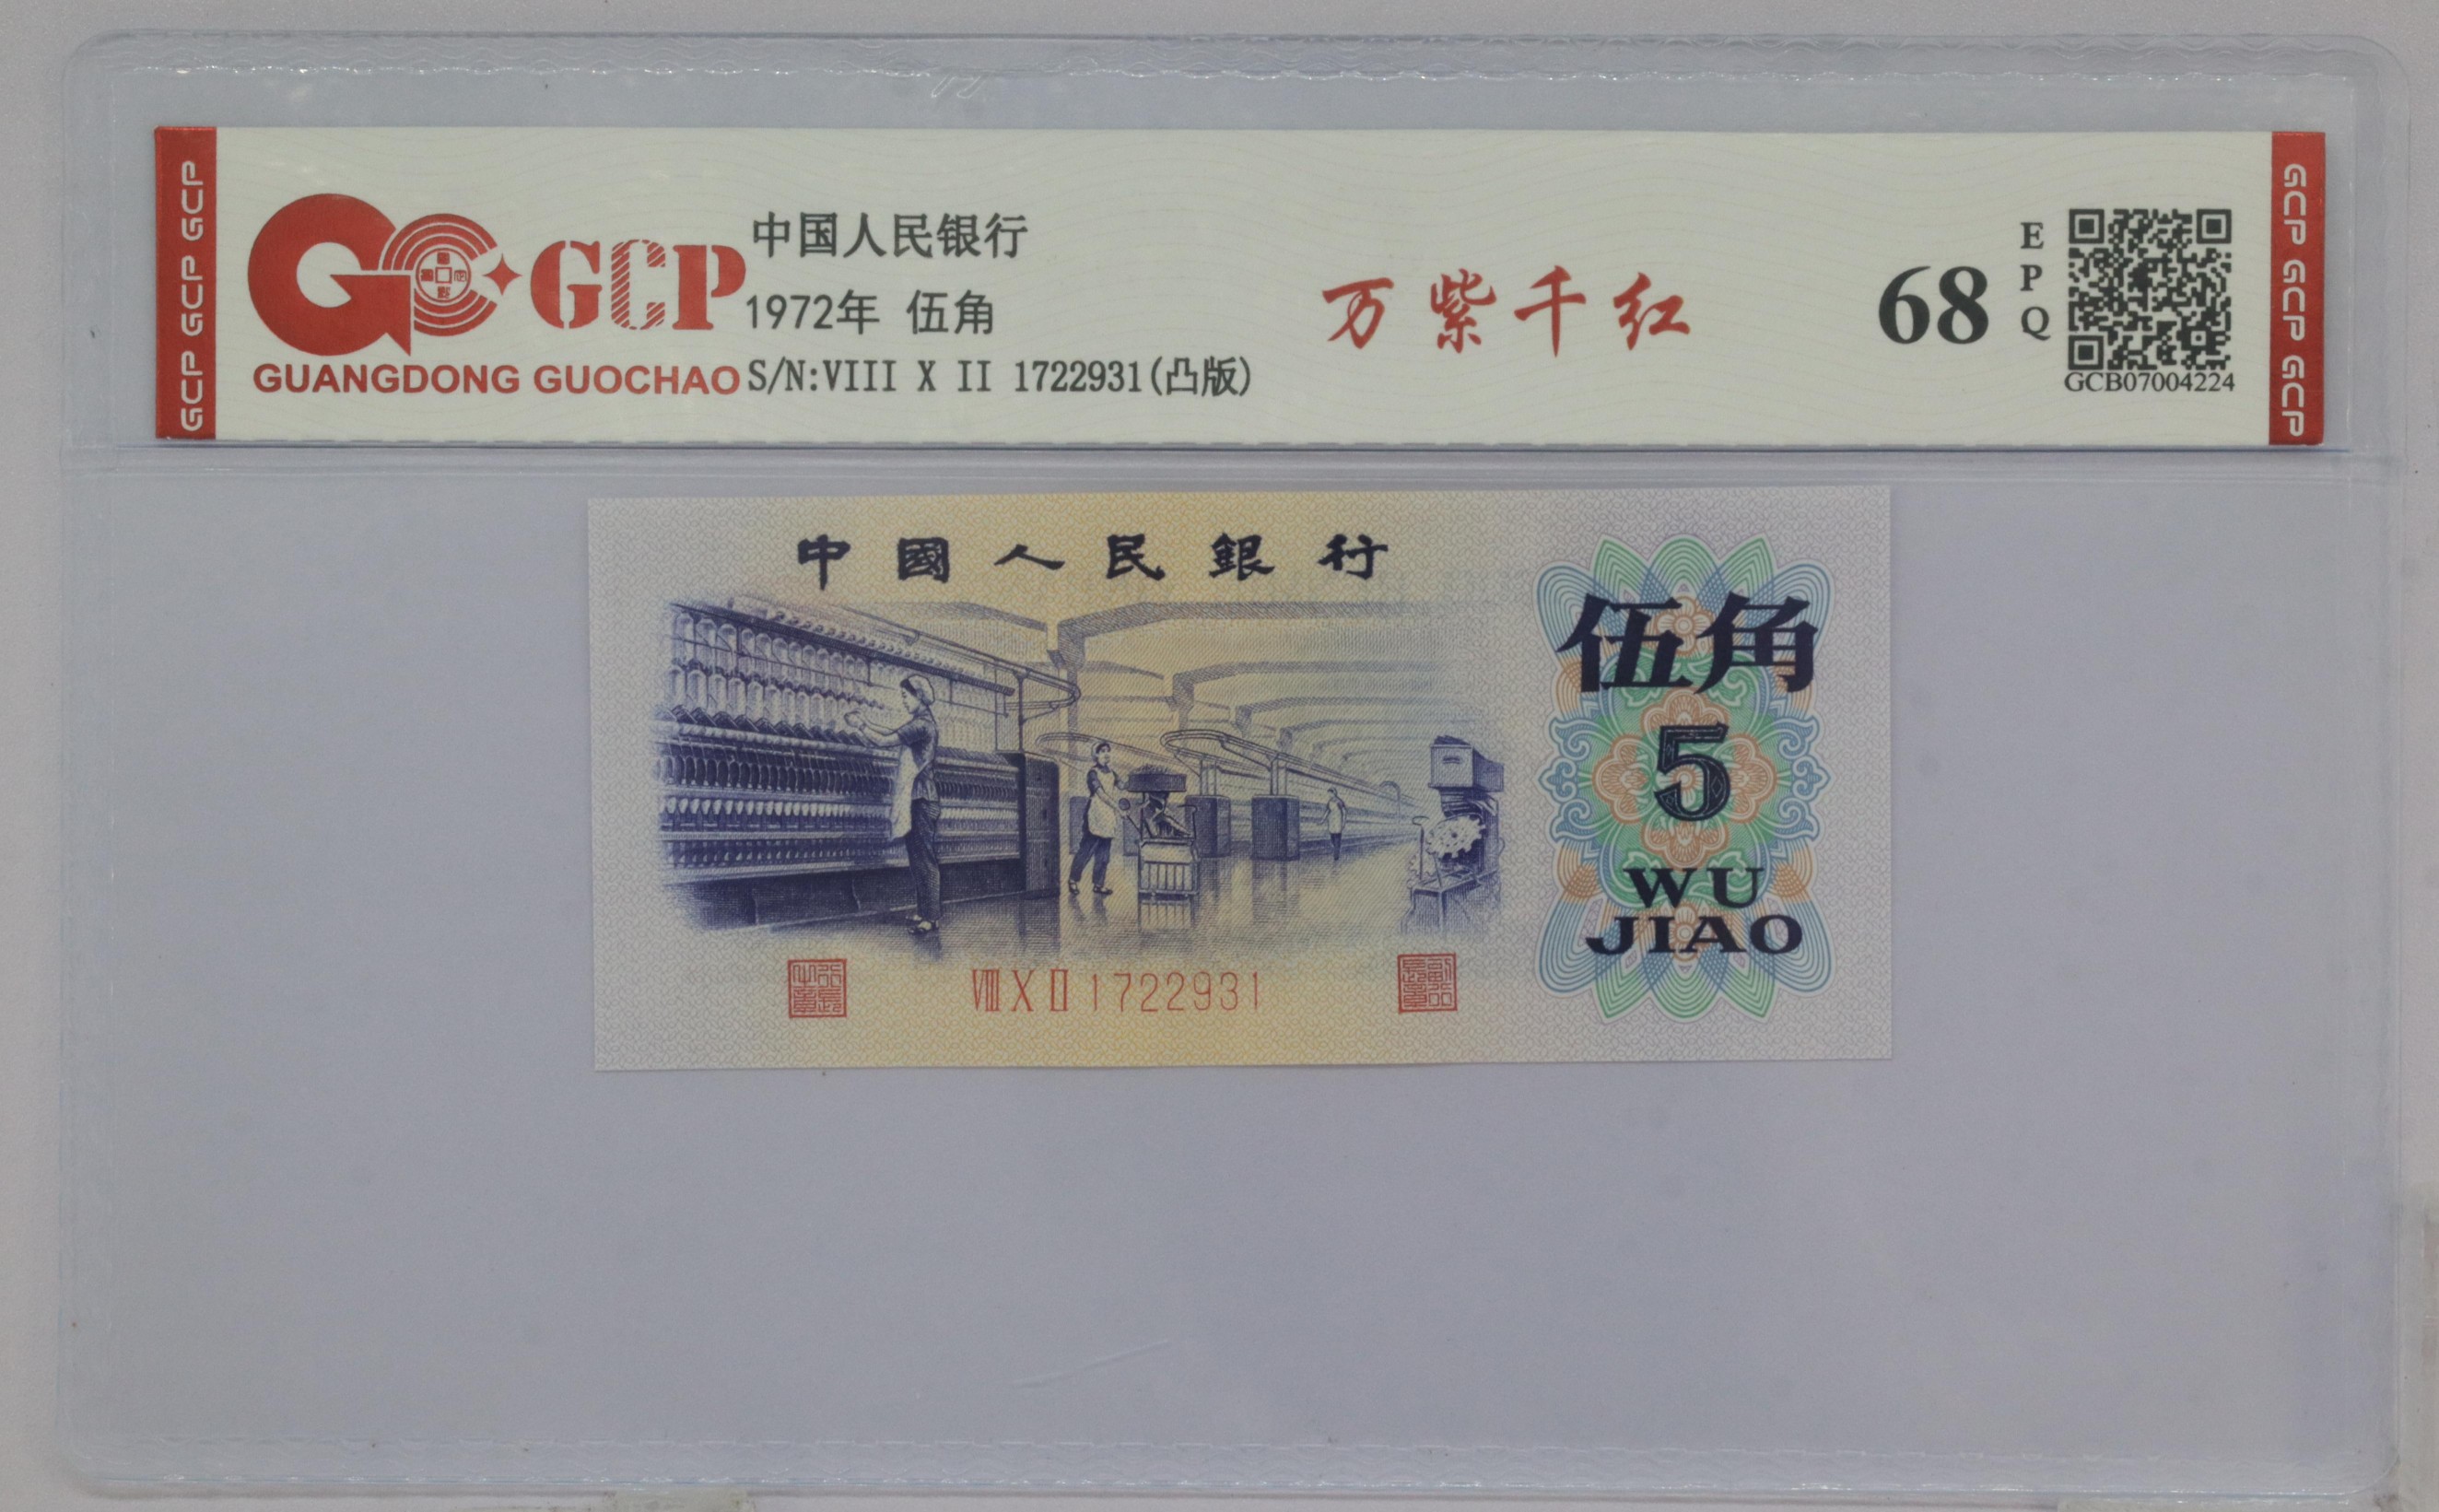 GCP GCP GCP
GCP
GUANGDONG GUOCHAO
中国人民银行
1972年 伍角
S/N:VIII X II 1722931(凸版)
万紫千红
68
EPQ
GCB07004224
GCP GCP GCP
中國人民銀行
伍角
5
WU
JIAO
VIII X II 1722931